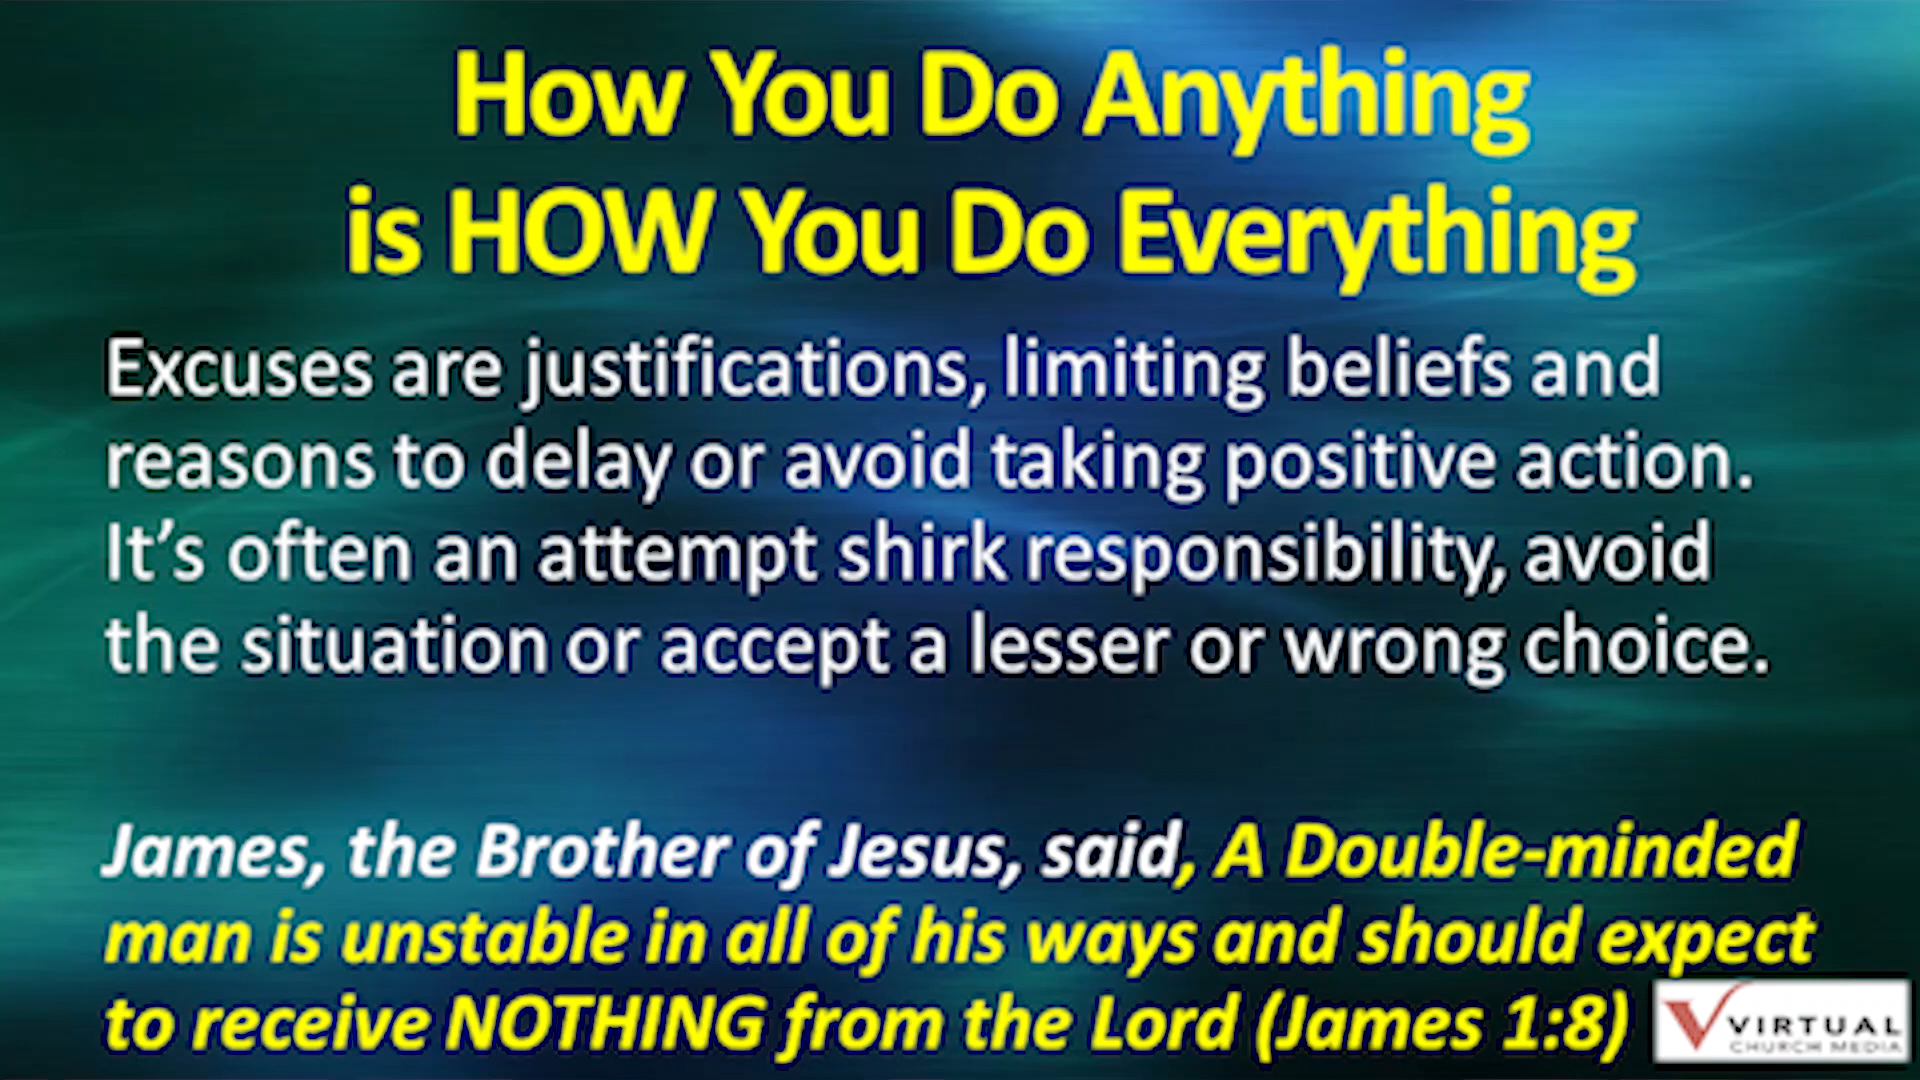 How You Do Anything
is HOW You Do Everything
Excuses are justifications, limiting beliefs and
reasons to delay or avoid taking positive action.
It’s often an attempt shirk responsibility, avoid
the situation or accept a lesser or wrong choice.
James, the Brother of Jesus, said, A Double-minded
man is unstable in all of his ways and should expect
to receive NOTHING from the Lord (James 1:8)
VIRTUAL
CHURCH MEDIA